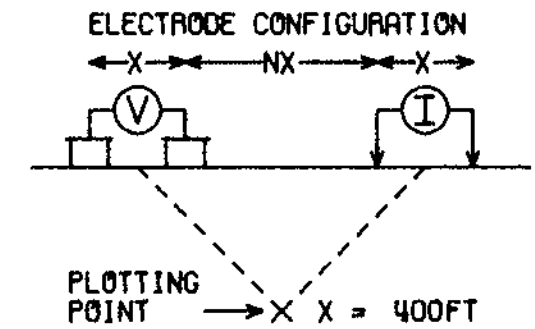 ELECTRODE CONFIGURATION
X NX X
V I
PLOTTING
POINT X X = 400FT